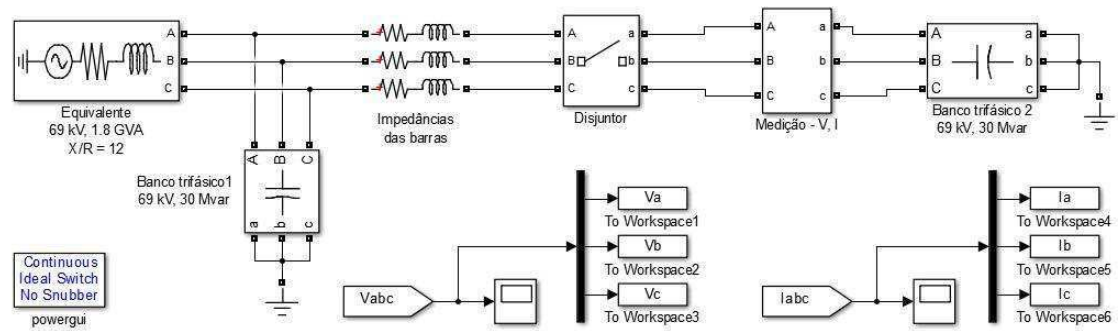 A
B
C
Equivalente
69 kV, 1.8 GVA
X/R = 12
Impedâncias
das barras
A
B
C
a
b
c
Disjuntor
A
B
C
a
b
c
Medição - V, I
A
B
C
a
b
c
Banco trifásico 2
69 kV, 30 Mvar
A B C
a b c
Banco trifásico1
69 kV, 30 Mvar
Continuous
Ideal Switch
No Snubber
powergui
Vabc
Va
To Workspace1
Vb
To Workspace2
Vc
To Workspace3
Iabc
Ia
To Workspace4
Ib
To Workspace5
Ic
To Workspace6